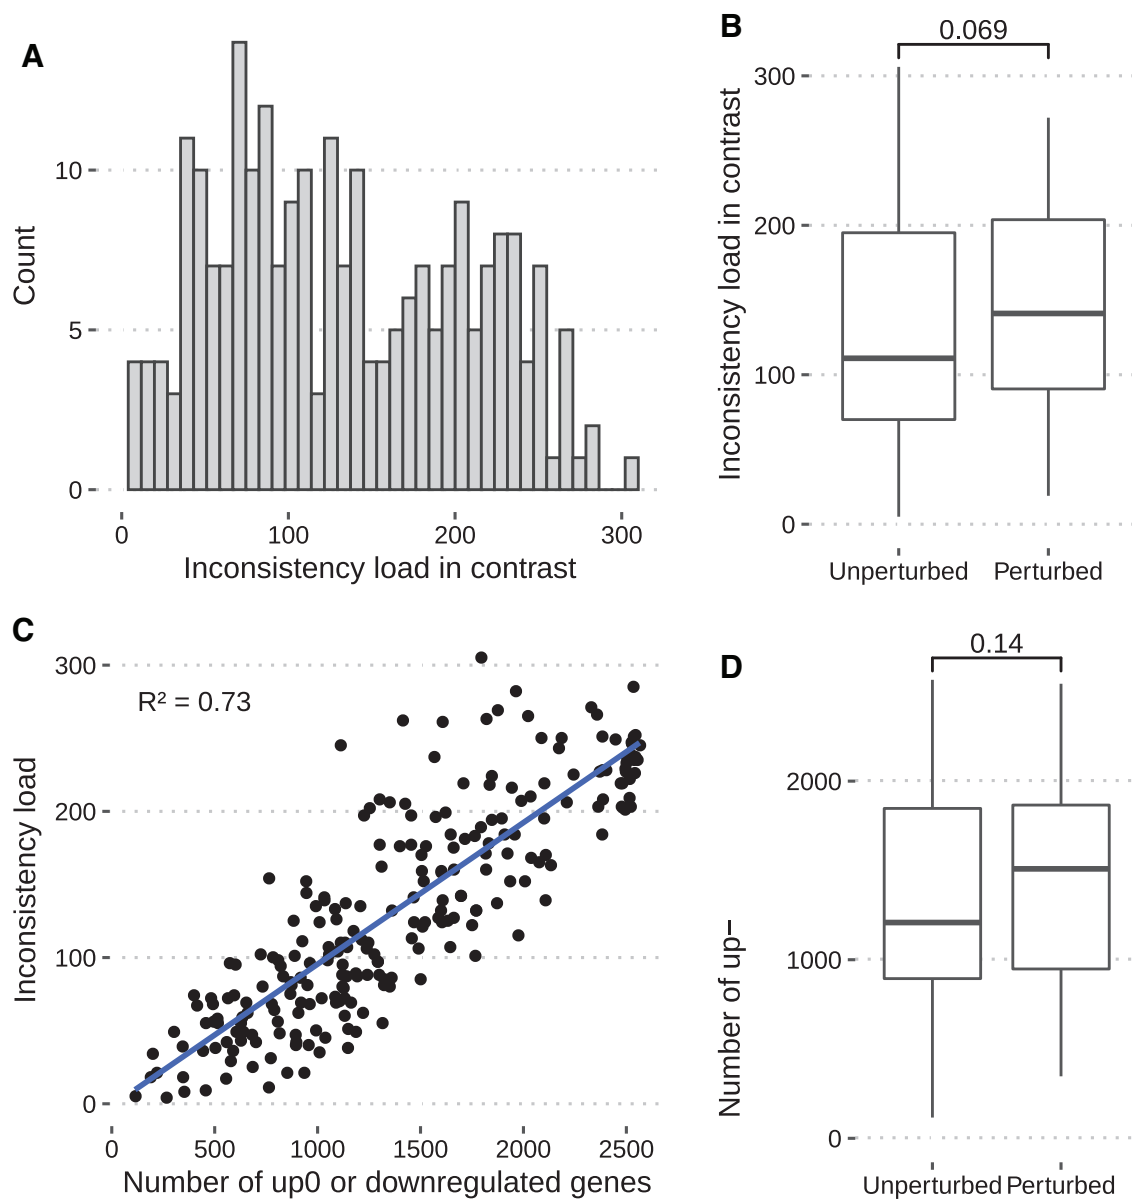 A
Count
10
5
0
0
100
200
300
Inconsistency load in contrast
B
0.069
Inconsistency load in contrast
300
200
100
0
Unperturbed
Perturbed
C
R² = 0.73
Inconsistency load
300
200
100
0
0
500
1000
1500
2000
2500
Number of up0 or downregulated genes
D
0.14
Number of up−
2000
1000
0
Unperturbed
Perturbed